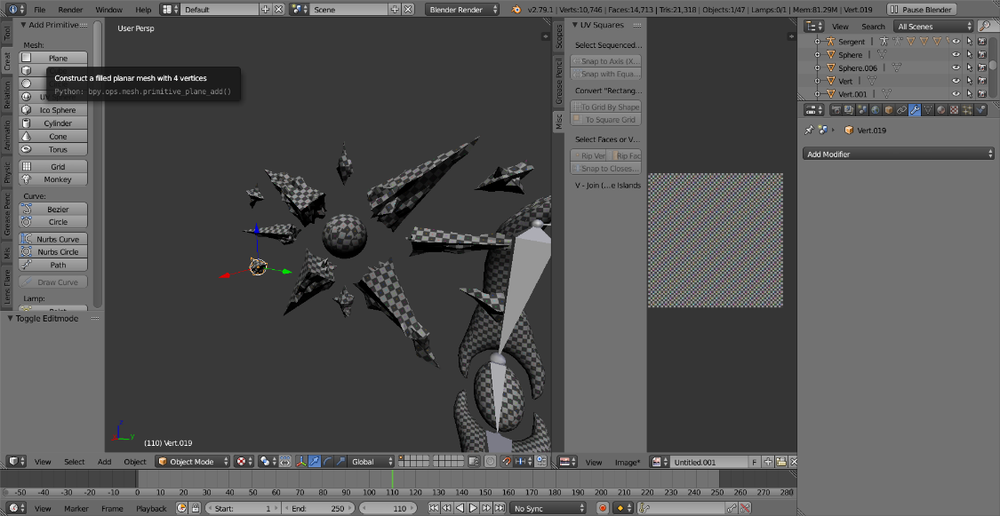 File Render Window Help Default Scene Blender Render v2.79.1 | Verts:10,746 | Faces:14,713 | Tris:21,318 | Objects:1/47 | Lamps:0/1 | Mem:81.29M | Vert.019 Pause Blender
Tool
Creat
Relation
Animatio
Physic
Grease Penc
Mix
Lens Flare
Add Primitive
Mesh:
Plane
Construct a filled planar mesh with 4 vertices
Python: bpy.ops.mesh.primitive_plane_add()
Ico Sphere
Cylinder
Cone
Torus
Grid
Monkey
Curve:
Bezier
Circle
Nurbs Curve
Nurbs Circle
Path
Draw Curve
Lamp:
Toggle Editmode
User Persp
z
y
(110) Vert.019
View Select Add Object Object Mode Global
Scopes
Grease Pencil
Misc
UV Squares
Select Sequenced...
Snap to Axis (X...
Snap with Equa...
Convert "Rectang...
To Grid By Shape
To Square Grid
Select Faces or V...
Rip Ver Rip Fac
Snap to Closes...
V - Join (...e Islands
View Image* Untitled.001 F
View Search All Scenes
Sergent
Sphere
Sphere.006
Vert
Vert.001
Vert.019
Add Modifier
-50 -40 -30 -20 -10 0 10 20 30 40 50 60 70 80 90 100 110 120 130 140 150 160 170 180 190 200 210 220 230 240 250 260 270 280
View Marker Frame Playback Start: 1 End: 250 110 No Sync